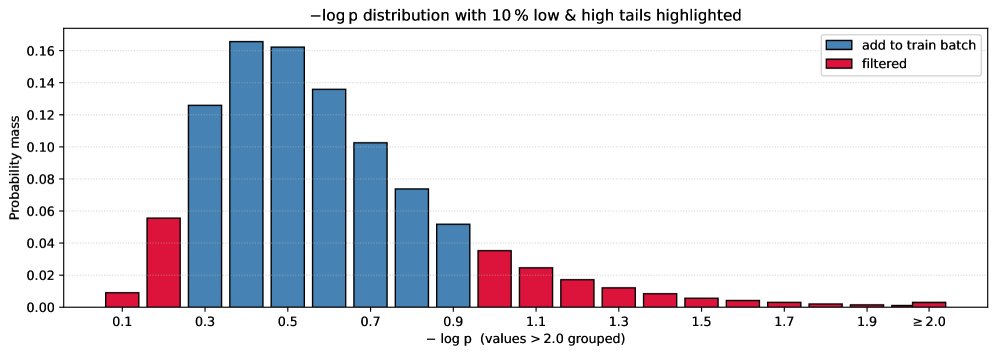 −log p distribution with 10 % low & high tails highlighted
add to train batch
filtered
Probability mass
0.16
0.14
0.12
0.10
0.08
0.06
0.04
0.02
0.00
0.1 0.3 0.5 0.7 0.9 1.1 1.3 1.5 1.7 1.9 ≥ 2.0
− log p (values > 2.0 grouped)